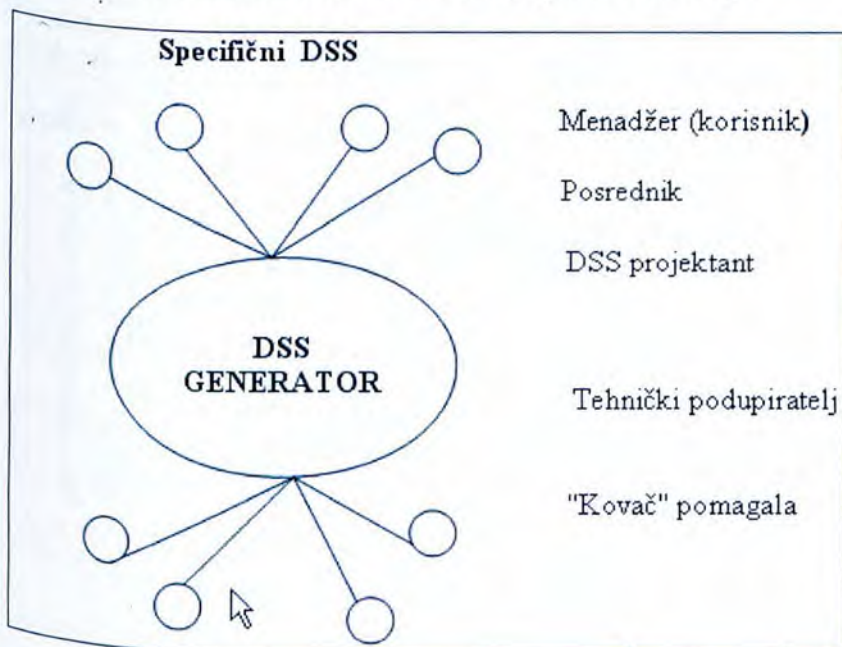 Specifični DSS
Menadžer (korisnik)
Posrednik
DSS projektant
DSS
GENERATOR
Tehnički podupiratelj
"Kovač" pomagala